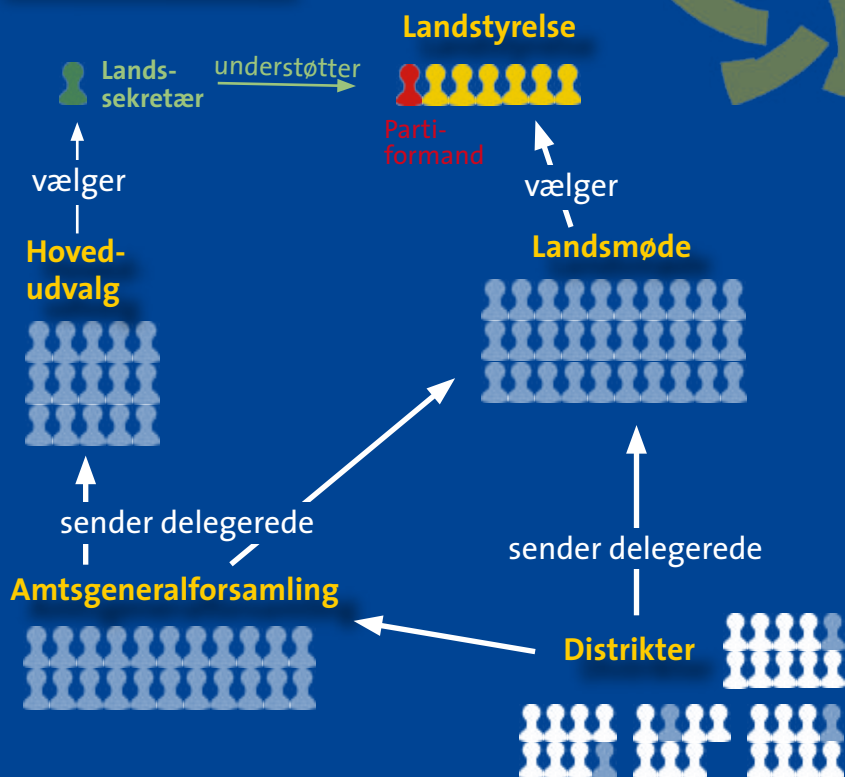 Landstyrelse
Lands-
sekretær
understøtter
Parti-
formand
vælger
vælger
Hoved-
udvalg
Landsmøde
sender delegerede
sender delegerede
Amtsgeneralforsamling
Distrikter